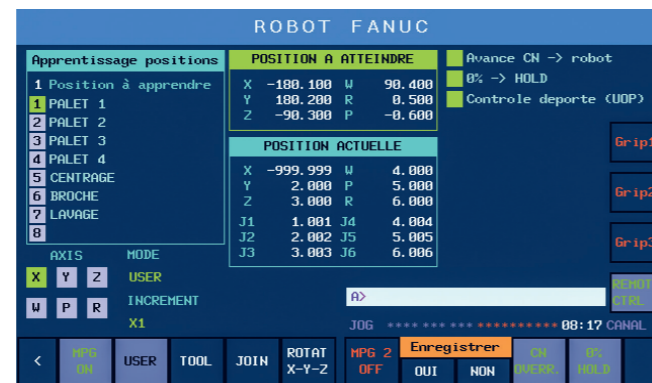 ROBOT FANUC
Apprentissage positions
1 Position à apprendre
1 PALET 1
2 PALET 2
3 PALET 3
4 PALET 4
5 CENTRAGE
6 BROCHE
7 LAVAGE
8
POSITION A ATTEINDRE
X -180.100 W 90.400
Y 180.200 R 0.500
Z -90.300 P -0.600
POSITION ACTUELLE
X -999.999 W 4.000
Y 2.000 P 5.000
Z 3.000 R 6.000
J1 1.001 J4 4.004
J2 2.002 J5 5.005
J3 3.003 J6 6.006
Avance CN -> robot
0% -> HOLD
Controle deporte (UOP)
Grip1
Grip2
Grip3
AXIS MODE
X Y Z USER
W P R INCREMENT
X1
A>
REMOT
CTRL
JOG **** *** *** ********** 08:17 CANAL
< MPG ON USER TOOL JOIN ROTAT X-Y-Z MPG 2 OFF
Enregistrer
OUI NON
CN OVERR. 0% HOLD